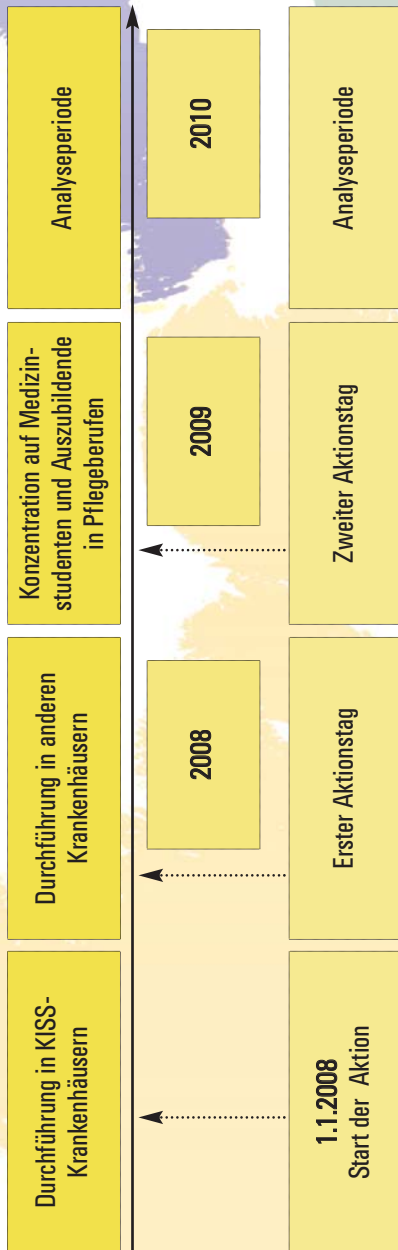 Durchführung in KISS-
Krankenhäusern
Durchführung in anderen
Krankenhäusern
Konzentration auf Medizin-
studenten und Auszubildende
in Pflegeberufen
Analyseperiode
2008
2009
2010
1.1.2008
Start der Aktion
Erster Aktionstag
Zweiter Aktionstag
Analyseperiode